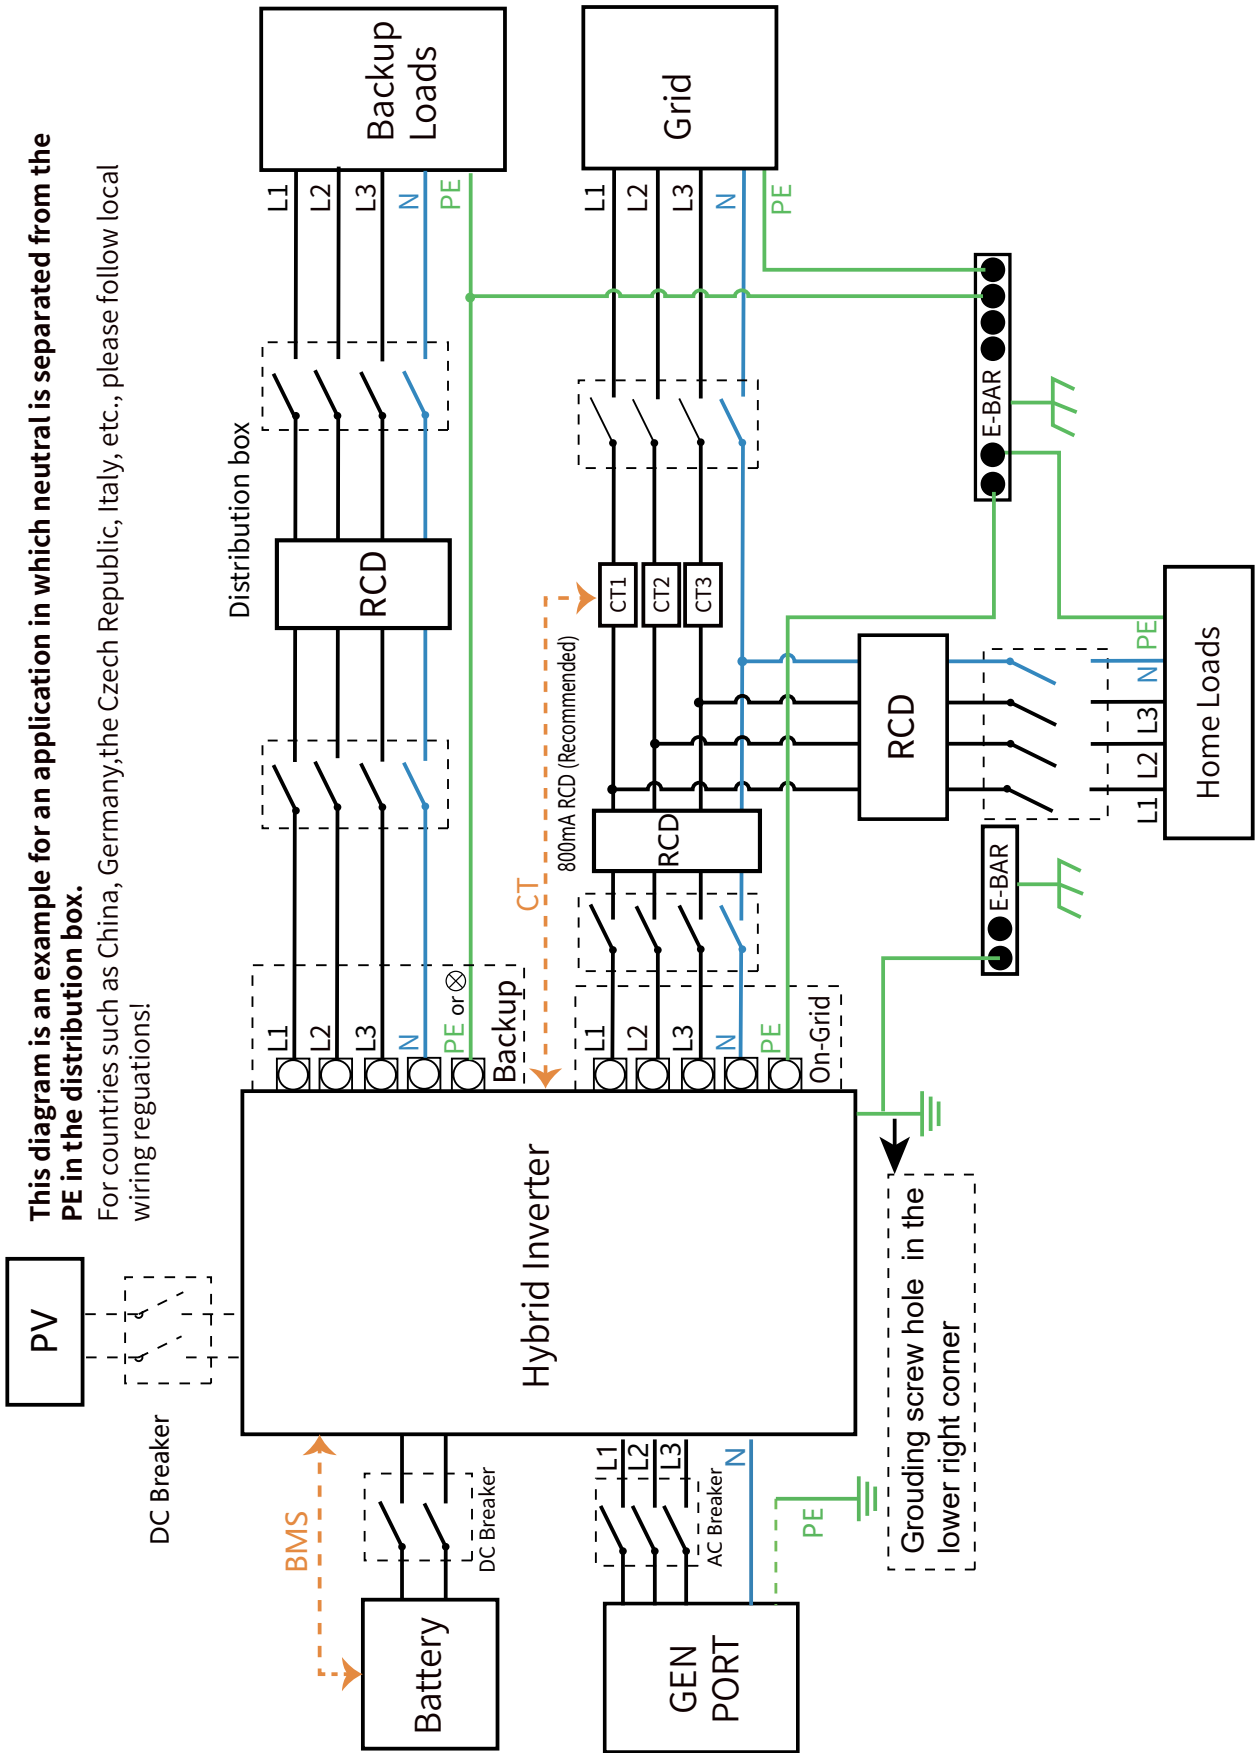 This diagram is an example for an application in which neutral is separated from the
PE in the distribution box.
For countries such as China, Germany,the Czech Republic, Italy, etc., please follow local
wiring reguations!
PV
DC Breaker
Distribution box
Backup
Loads
L1
L2
L3
N
PE
RCD
L1
L2
L3
N
PE or ⊗
Backup
BMS
Battery
DC Breaker
Hybrid Inverter
CT
800mA RCD (Recommended)
Grid
L1
L2
L3
N
PE
CT1
CT2
CT3
RCD
L1
L2
L3
N
PE
On-Grid
GEN
PORT
L1
L2
L3
N
AC Breaker
PE
Grouding screw hole in the
lower right corner
RCD
E-BAR
E-BAR
L1
L2
L3
N
PE
Home Loads